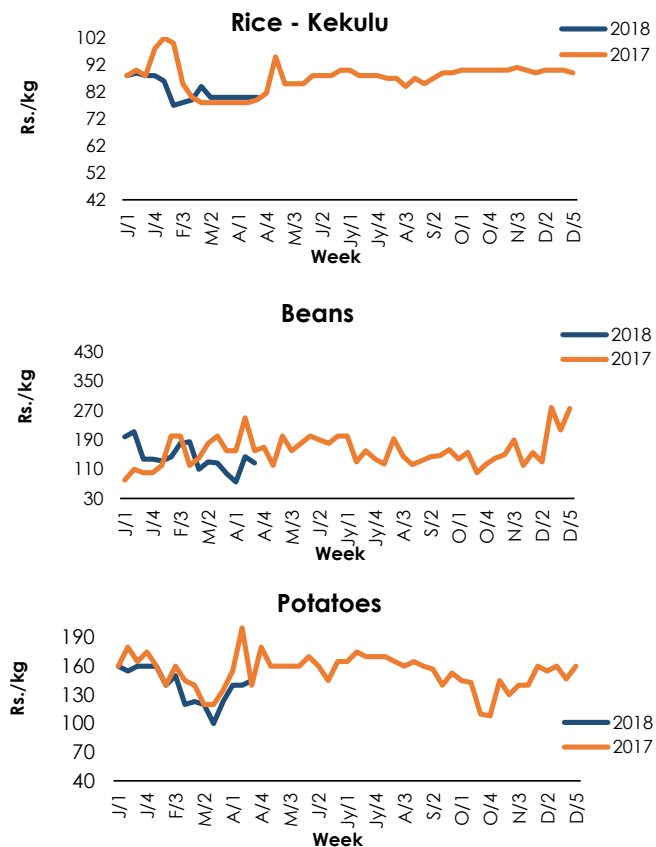 Rice - Kekulu
2018
2017
Rs./kg
102
92
82
72
62
52
42
J/1
J/4
F/3
M/2
A/1
A/4
M/3
J/2
Jy/1
Jy/4
A/3
S/2
O/1
O/4
N/3
D/2
D/5
Week
Beans
2018
2017
Rs./kg
430
350
270
190
110
30
J/1
J/4
F/3
M/2
A/1
A/4
M/3
J/2
Jy/1
Jy/4
A/3
S/2
O/1
O/4
N/3
D/2
D/5
Week
Potatoes
Rs./kg
190
160
130
100
70
40
2018
2017
J/1
J/4
F/3
M/2
A/1
A/4
M/3
J/2
Jy/1
Jy/4
A/3
S/2
O/1
O/4
N/3
D/2
D/5
Week